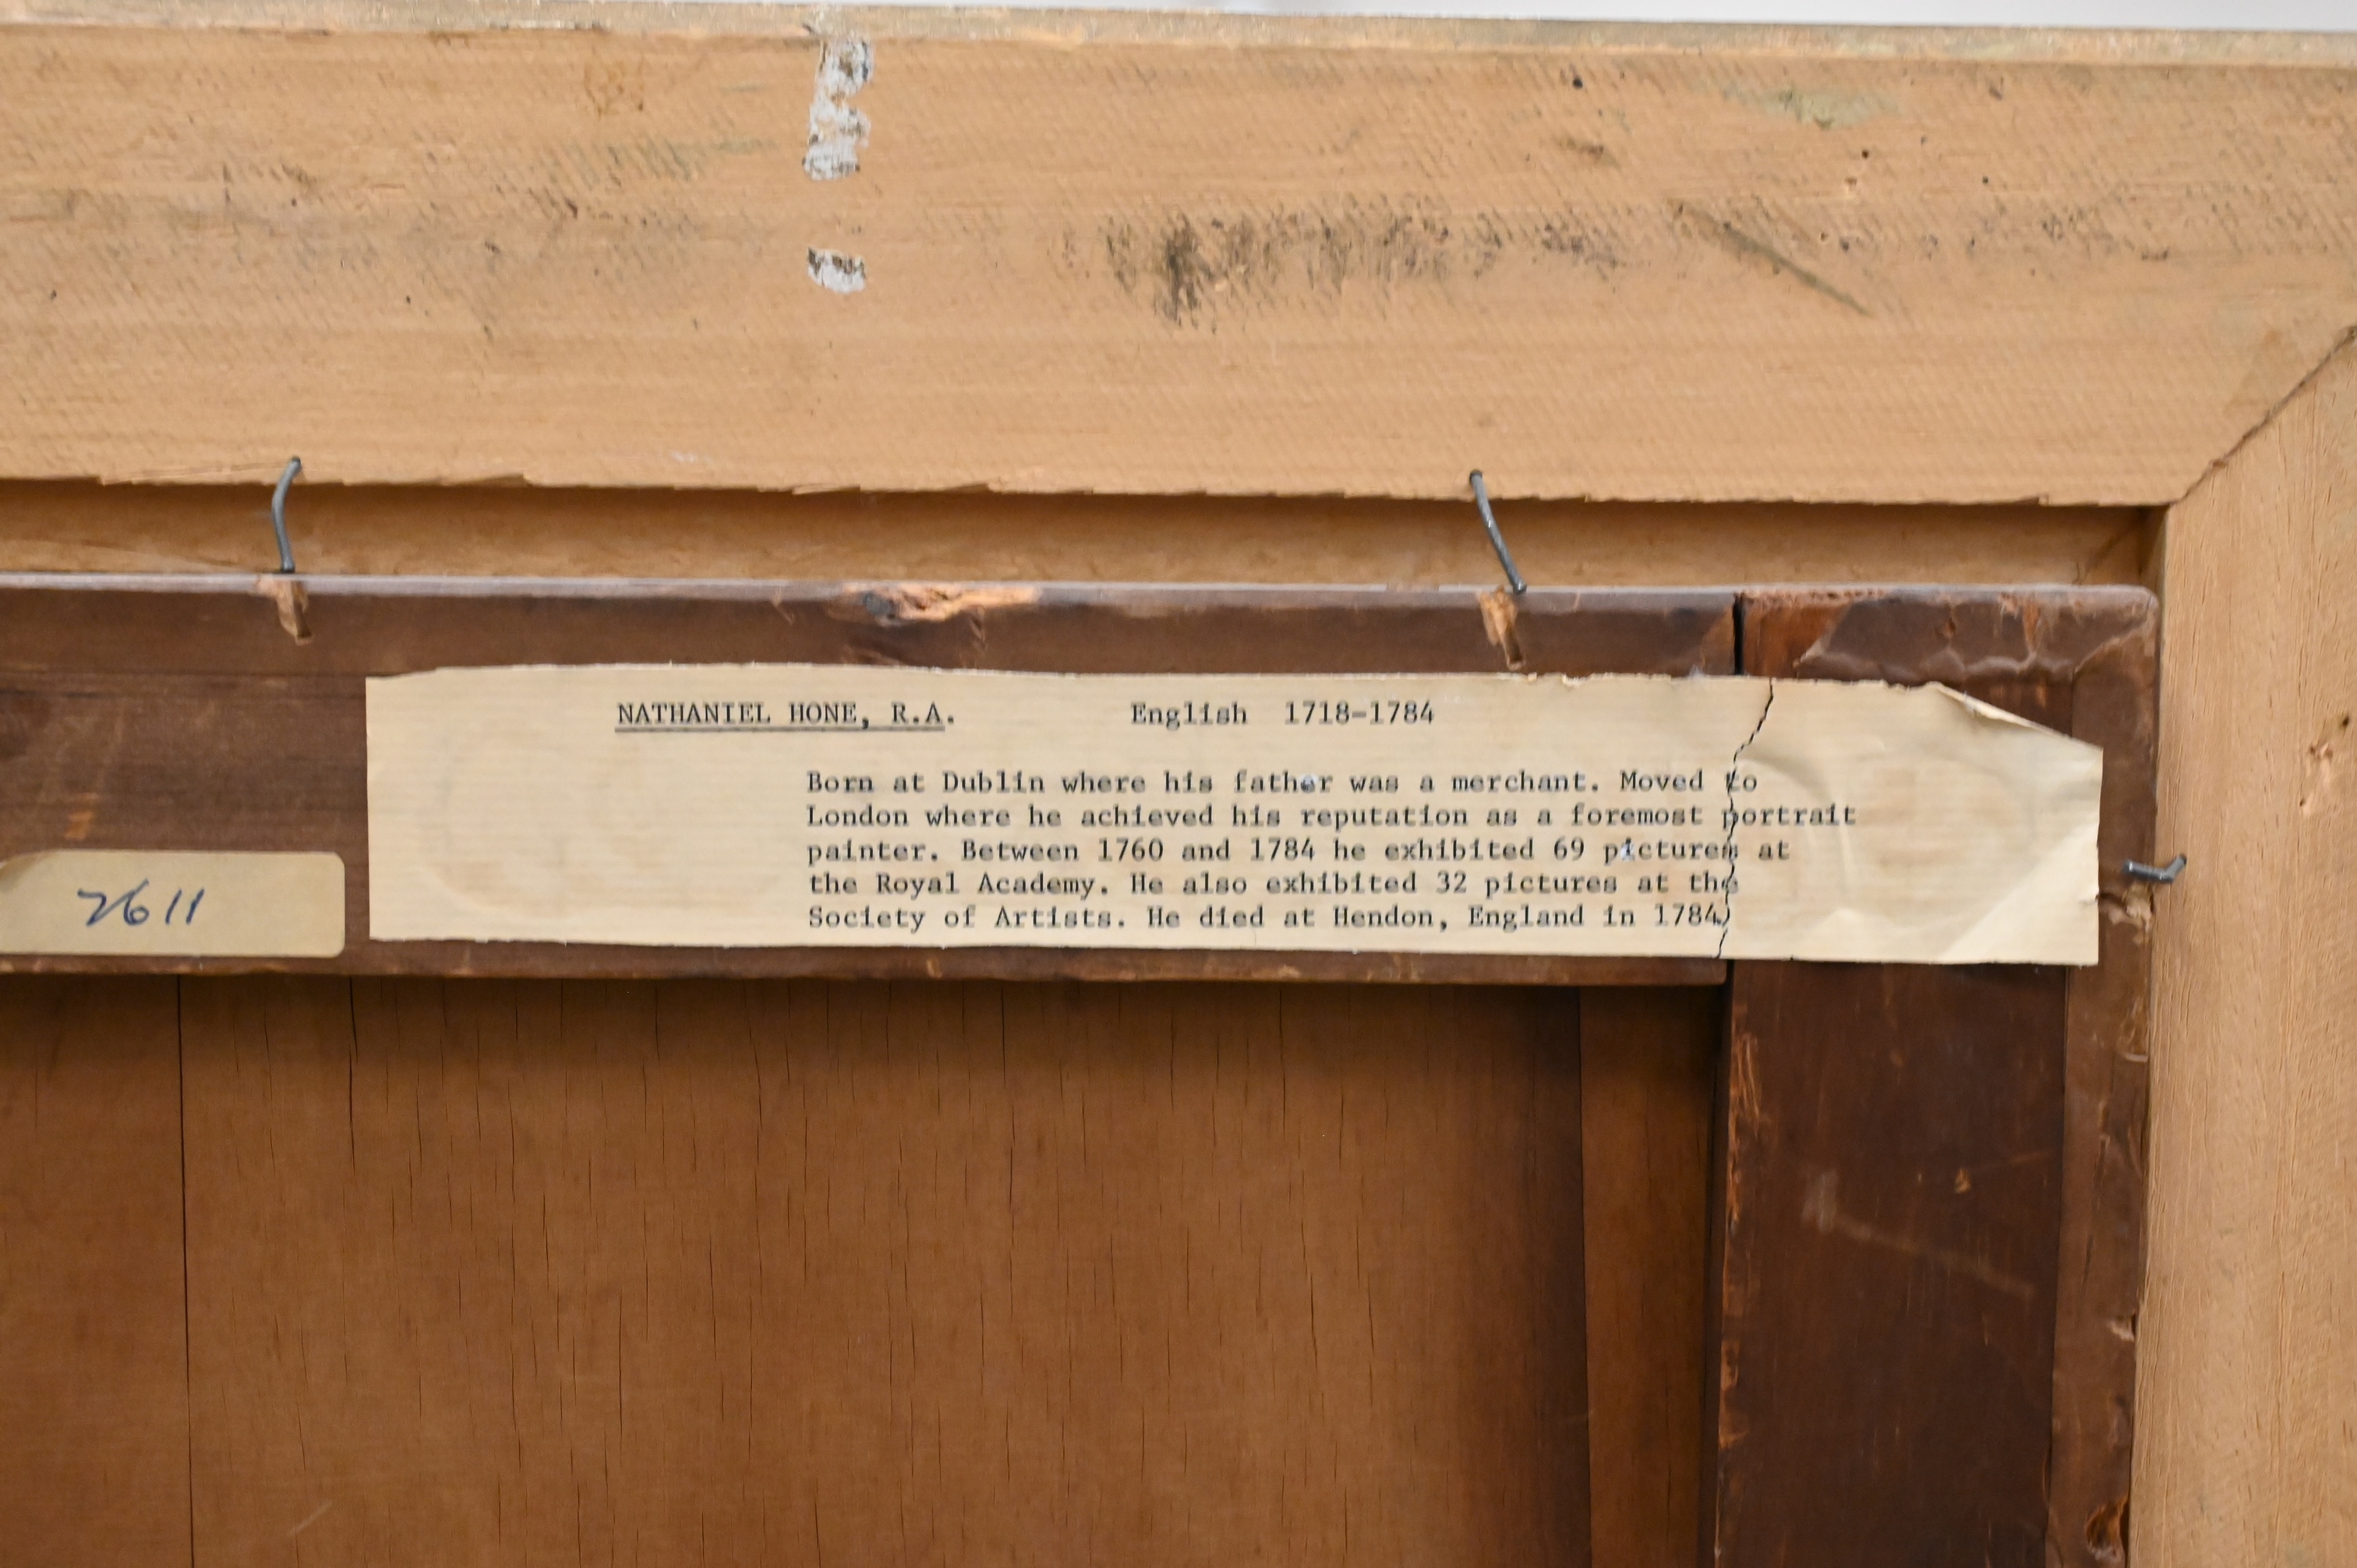 NATHANIEL HONE, R.A. English 1718-1784
Born at Dublin where his father was a merchant. Moved to
London where he achieved his reputation as a foremost portrait
painter. Between 1760 and 1784 he exhibited 69 pictures at
the Royal Academy. He also exhibited 32 pictures at the
Society of Artists. He died at Hendon, England in 1784.
2611